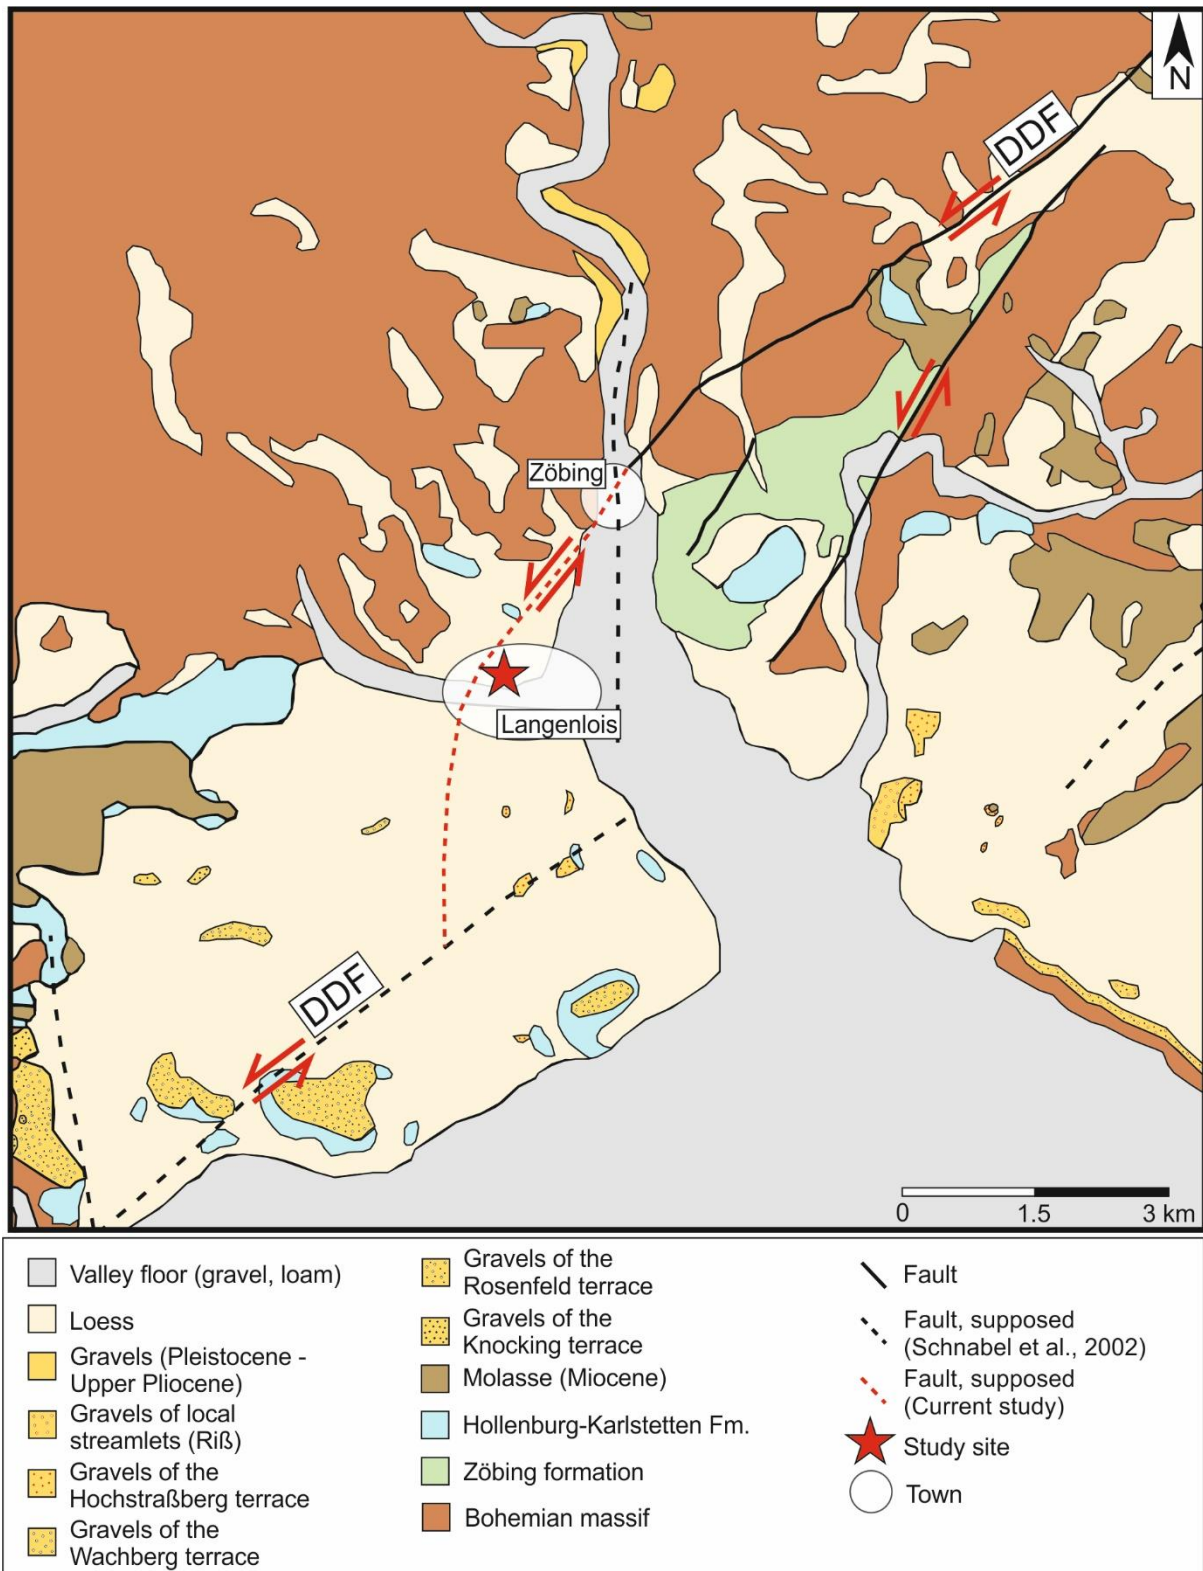 N
DDF
Zöbing
Langenlois
DDF
0 1.5 3 km
Valley floor (gravel, loam)
Loess
Gravels (Pleistocene -
Upper Pliocene)
Gravels of local
streamlets (Riß)
Gravels of the
Hochstraßberg terrace
Gravels of the
Wachberg terrace
Gravels of the
Rosenfeld terrace
Gravels of the
Knocking terrace
Molasse (Miocene)
Hollenburg-Karlstetten Fm.
Zöbing formation
Bohemian massif
Fault
Fault, supposed
(Schnabel et al., 2002)
Fault, supposed
(Current study)
Study site
Town